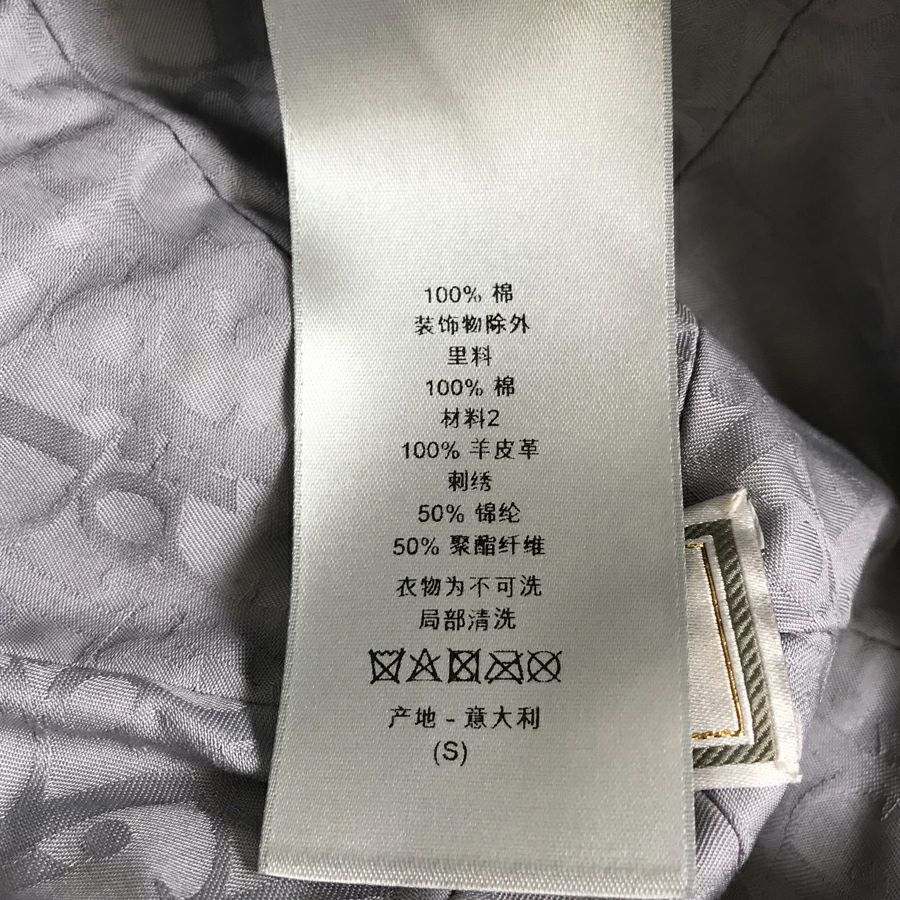 100% 棉
装饰物除外
里料
100% 棉
材料2
100% 羊皮革
刺绣
50% 锦纶
50% 聚酯纤维
衣物为不可洗
局部清洗
产地 - 意大利
(S)